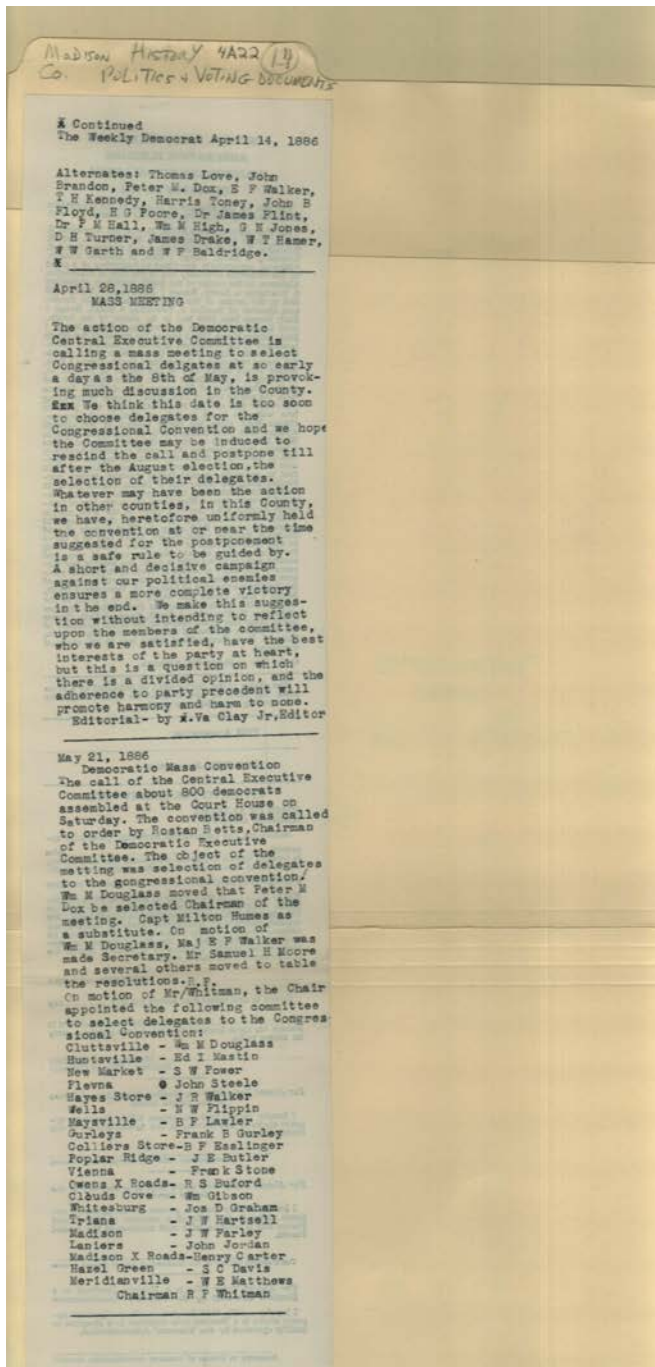 MADISON HISTORY 4A22 (14)
Co. POLITICS & VOTING DOCUMENTS
Continued
The Weekly Democrat April 14, 1886
Alternates: Thomas Love, John
Brandon, Peter M. Dox, E F Walker,
T H Kennedy, Harris Toney, John B
Floyd, H G Poore, Dr James Flint,
Dr F M Hall, Wm M High, G N Jones,
D H Turner, James Drake, W T Hamer,
W W Garth and W F Baldridge.
April 28,1886
MASS MEETING
The action of the Democratic
Central Executive Committee is
calling a mass meeting to select
Congressional delgates at so early
a day as the 8th of May, is provok-
ing much discussion in the County.
We think this date is too soon
to choose delegates for the
Congressional Convention and we hope
the Committee may be induced to
rescind the call and postpone till
after the August election,the
selection of their delegates.
Whatever may have been the action
in other counties, in this County,
we have, heretofore uniformly held
the convention at or near the time
suggested for the postponement
is a safe rule to be guided by.
A short and decisive campaign
against our political enemies
ensures a more complete victory
in the end. We make this sugges-
tion without intending to reflect
upon the members of the committee,
who we are satisfied, have the best
interests of the party at heart,
but this is a question on which
there is a divided opinion, and the
adherence to party precedent will
promote harmony and harm to none.
Editorial- by Va Clay Jr,Editor
May 21, 1886
Democratic Mass Convention
The call of the Central Executive
Committee about 800 democrats
assembled at the Court House on
Saturday. The convention was called
to order by Rostan Betts,Chairman
of the Democratic Executive
Committee. The object of the
metting was selection of delegates
to the gongressional convention.
Wm M Douglass moved that Peter M
Dox be selected Chairman of the
meeting. Capt Milton Humes as
a substitute. On motion of
Wm M Douglass, Maj E F Walker was
made Secretary. Mr Samuel H Moore
and several others moved to table
the resolutions. R.P.
On motion of Mr/Whitman, the Chair
appointed the following committee
to select delegates to the Congres-
sional Convention:
Cluttsville - Wm M Douglass
Huntsville - Ed I Mastin
New Market - S W Power
Plevna John Steele
Hayes Store - J R Walker
Wells - N W Flippin
Maysville - B F Lawler
Gurleys - Frank B Gurley
Colliers Store-B F Esslinger
Poplar Ridge - J E Butler
Vienna - Frank Stone
Owens X Roads- R S Buford
Clouds Cove - Wm Gibson
Whitesburg - Jos D Graham
Triana - J W Hartsell
Madison - J W Farley
Laniers - John Jordan
Madison X Roads-Henry Carter
Hazel Green - S C Davis
Meridianville - W E Matthews
Chairman R P Whitman